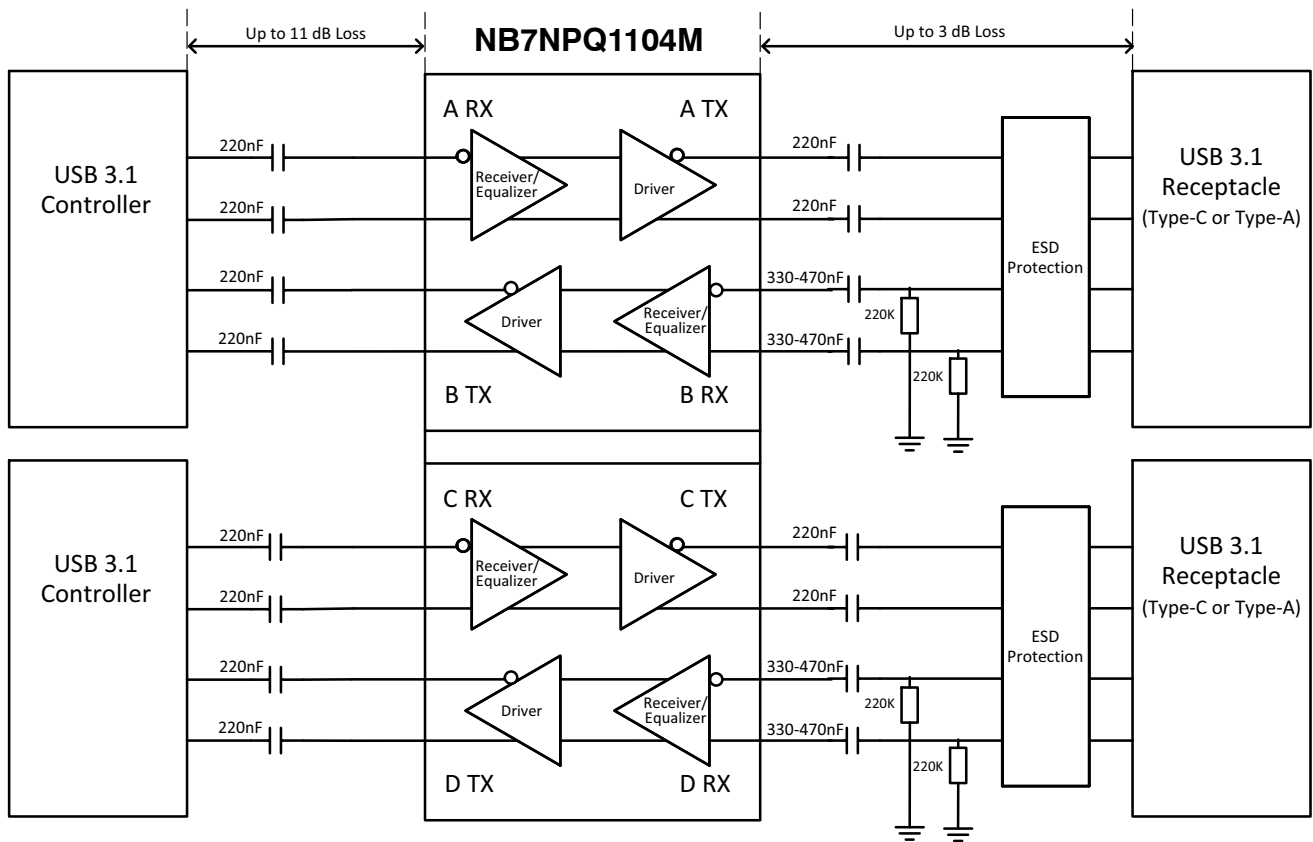 Up to 11 dB Loss
NB7NPQ1104M
Up to 3 dB Loss
USB 3.1
Controller
220nF
220nF
220nF
220nF
A RX
A TX
Receiver/
Equalizer
Driver
Driver
Receiver/
Equalizer
B TX
B RX
220nF
220nF
330-470nF
330-470nF
220K
220K
ESD
Protection
USB 3.1
Receptacle
(Type-C or Type-A)
USB 3.1
Controller
220nF
220nF
220nF
220nF
C RX
C TX
Receiver/
Equalizer
Driver
Driver
Receiver/
Equalizer
D TX
D RX
220nF
220nF
330-470nF
330-470nF
220K
220K
ESD
Protection
USB 3.1
Receptacle
(Type-C or Type-A)